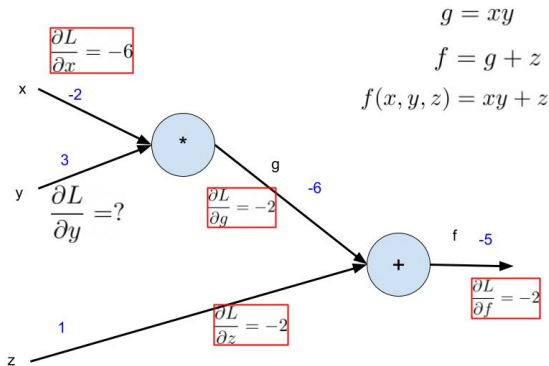 g = xy
f = g + z
f(x, y, z) = xy + z
∂L/∂x = −6
x
-2
*
3
y
∂L/∂y =?
g
-6
∂L/∂g = −2
+
f
-5
∂L/∂f = −2
1
∂L/∂z = −2
z